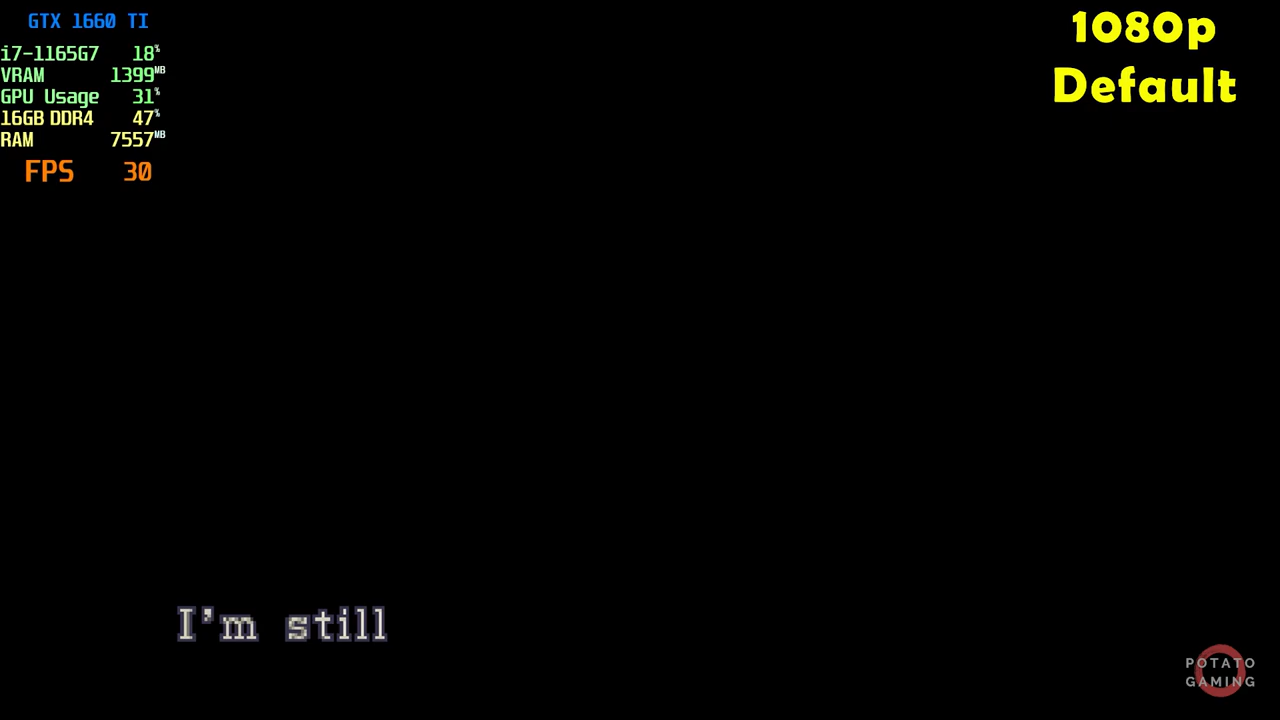 GTX 1660 TI
i7-1165G7 18%
VRAM 1399MB
GPU Usage 31%
16GB DDR4 47%
RAM 7557MB
FPS 30
1080p
Default
I'm still
POTATO
GAMING